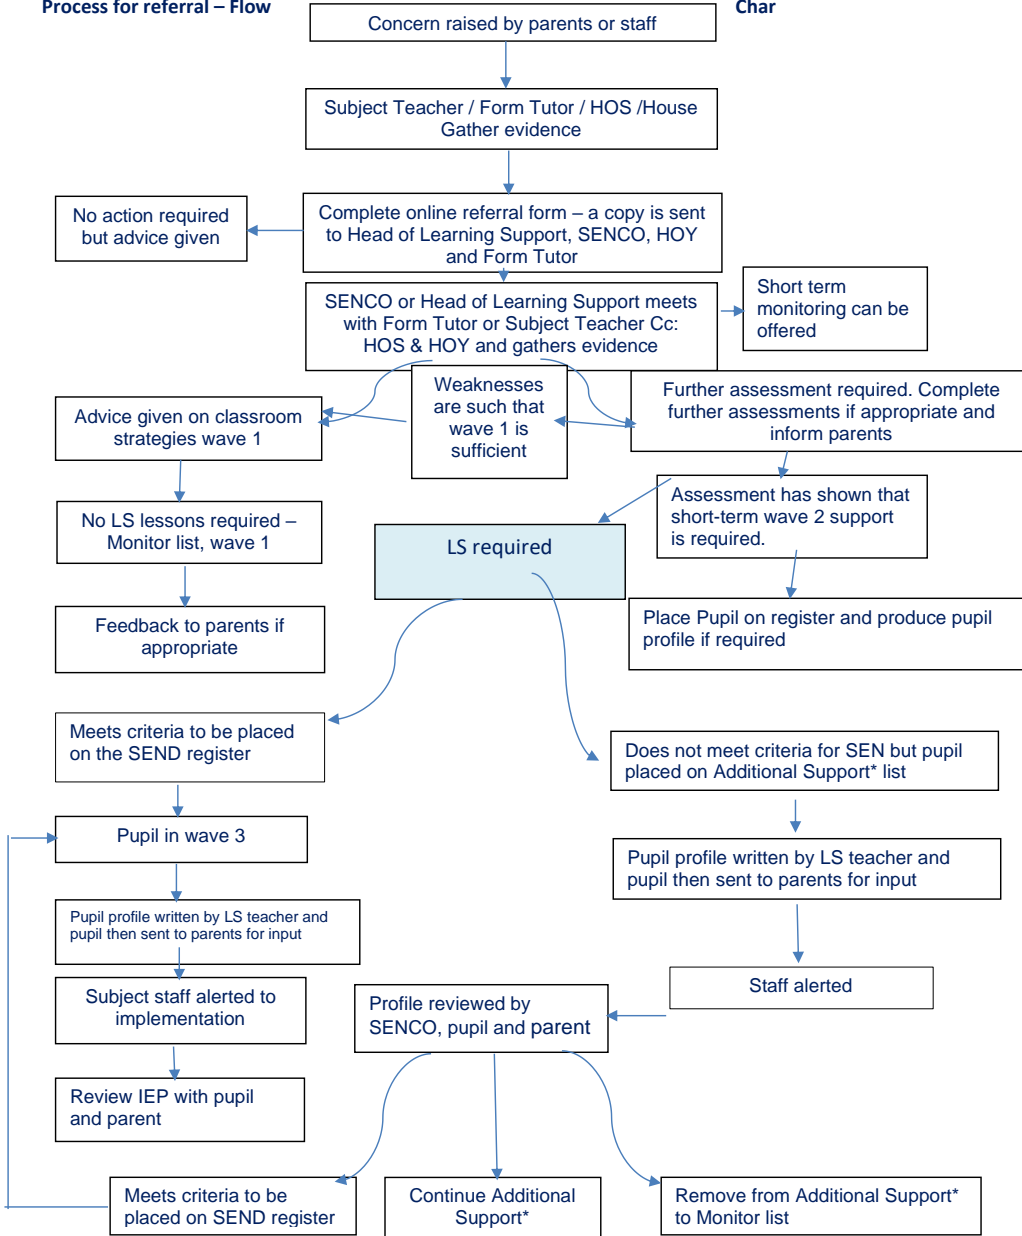 Process for referral – Flow Char
Concern raised by parents or staff
Subject Teacher / Form Tutor / HOS /House
Gather evidence
No action required
but advice given
Complete online referral form – a copy is sent
to Head of Learning Support, SENCO, HOY
and Form Tutor
SENCO or Head of Learning Support meets
with Form Tutor or Subject Teacher Cc:
HOS & HOY and gathers evidence
Short term
monitoring can be
offered
Advice given on classroom
strategies wave 1
Weaknesses
are such that
wave 1 is
sufficient
Further assessment required. Complete
further assessments if appropriate and
inform parents
No LS lessons required –
Monitor list, wave 1
LS required
Assessment has shown that
short-term wave 2 support
is required.
Feedback to parents if
appropriate
Place Pupil on register and produce pupil
profile if required
Meets criteria to be placed
on the SEND register
Does not meet criteria for SEN but pupil
placed on Additional Support* list
Pupil in wave 3
Pupil profile written by LS teacher and
pupil then sent to parents for input
Pupil profile written by LS teacher and
pupil then sent to parents for input
Subject staff alerted to
implementation
Staff alerted
Profile reviewed by
SENCO, pupil and parent
Review IEP with pupil
and parent
Meets criteria to be
placed on SEND register
Continue Additional
Support*
Remove from Additional Support*
to Monitor list